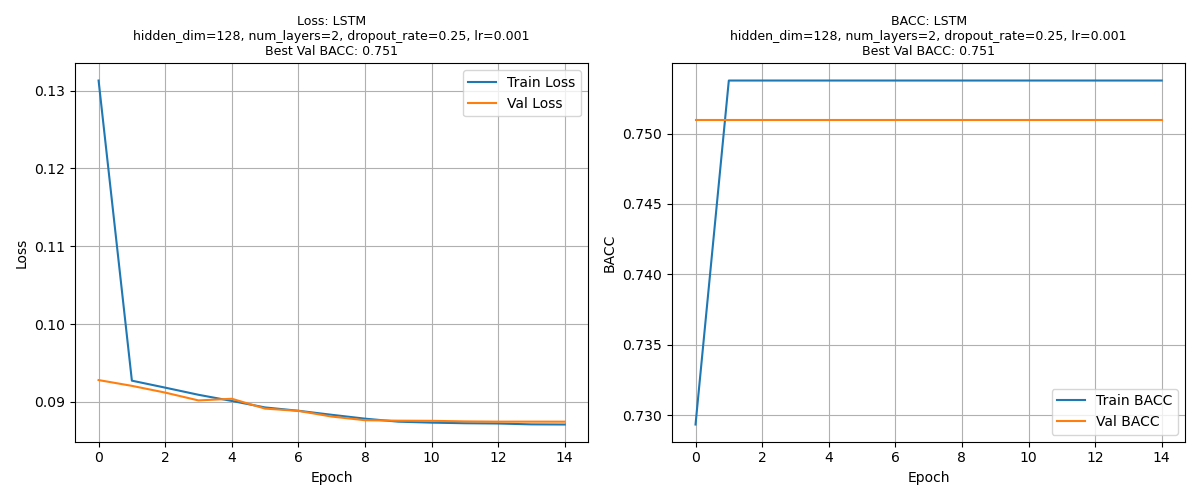 Loss: LSTM
hidden_dim=128, num_layers=2, dropout_rate=0.25, lr=0.001
Best Val BACC: 0.751
0.13
0.12
0.11
0.10
0.09
Loss
Train Loss
Val Loss
0 2 4 6 8 10 12 14
Epoch
BACC: LSTM
hidden_dim=128, num_layers=2, dropout_rate=0.25, lr=0.001
Best Val BACC: 0.751
0.750
0.745
0.740
0.735
0.730
BACC
Train BACC
Val BACC
0 2 4 6 8 10 12 14
Epoch